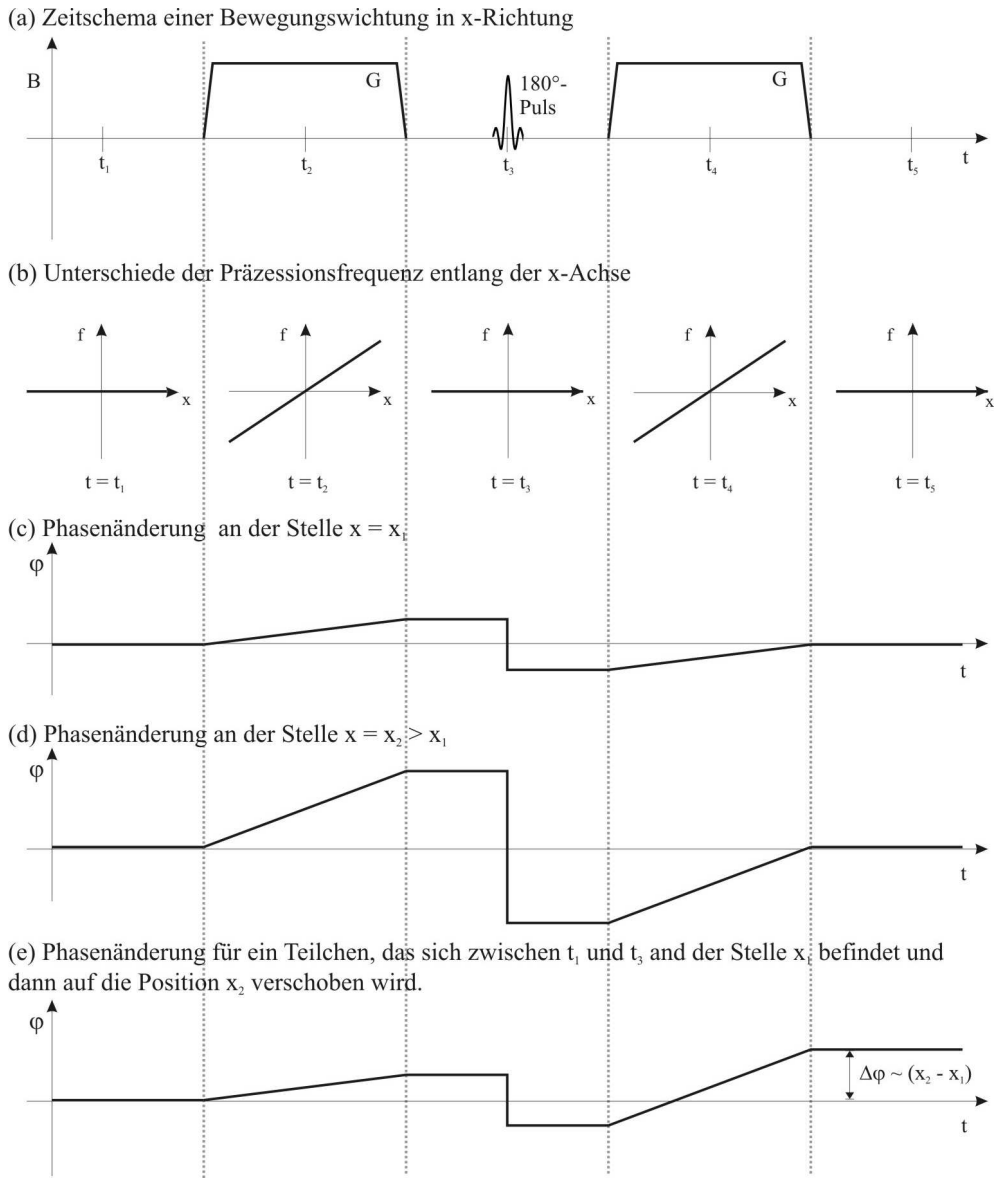 (a) Zeitschema einer Bewegungswichtung in x-Richtung
B
G
180°-
Puls
G
t₁
t₂
t₃
t₄
t₅
t
(b) Unterschiede der Präzessionsfrequenz entlang der x-Achse
f
f
f
f
f
x
x
x
x
x
t = t₁
t = t₂
t = t₃
t = t₄
t = t₅
(c) Phasenänderung an der Stelle x = x₁
φ
t
(d) Phasenänderung an der Stelle x = x₂ > x₁
φ
t
(e) Phasenänderung für ein Teilchen, das sich zwischen t₁ und t₃ and der Stelle x₁ befindet und
dann auf die Position x₂ verschoben wird.
φ
Δφ ~ (x₂ - x₁)
t